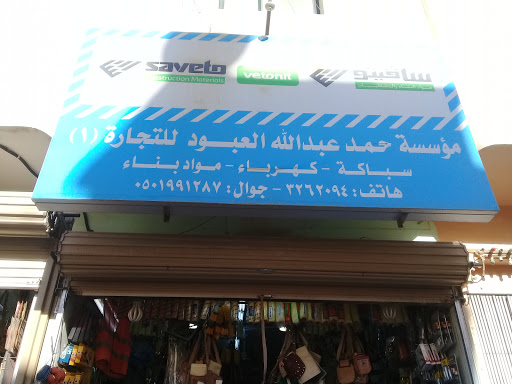 saveto
Construction Materials
vetonit
سافيتو
مؤسسة حمد عبدالله العبود للتجارة (١)
سباكة - كهرباء - مواد بناء
هاتف: ٣٢٦٢٠٩٤ - جوال: ٠٥٠١٩٩١٢٨٧